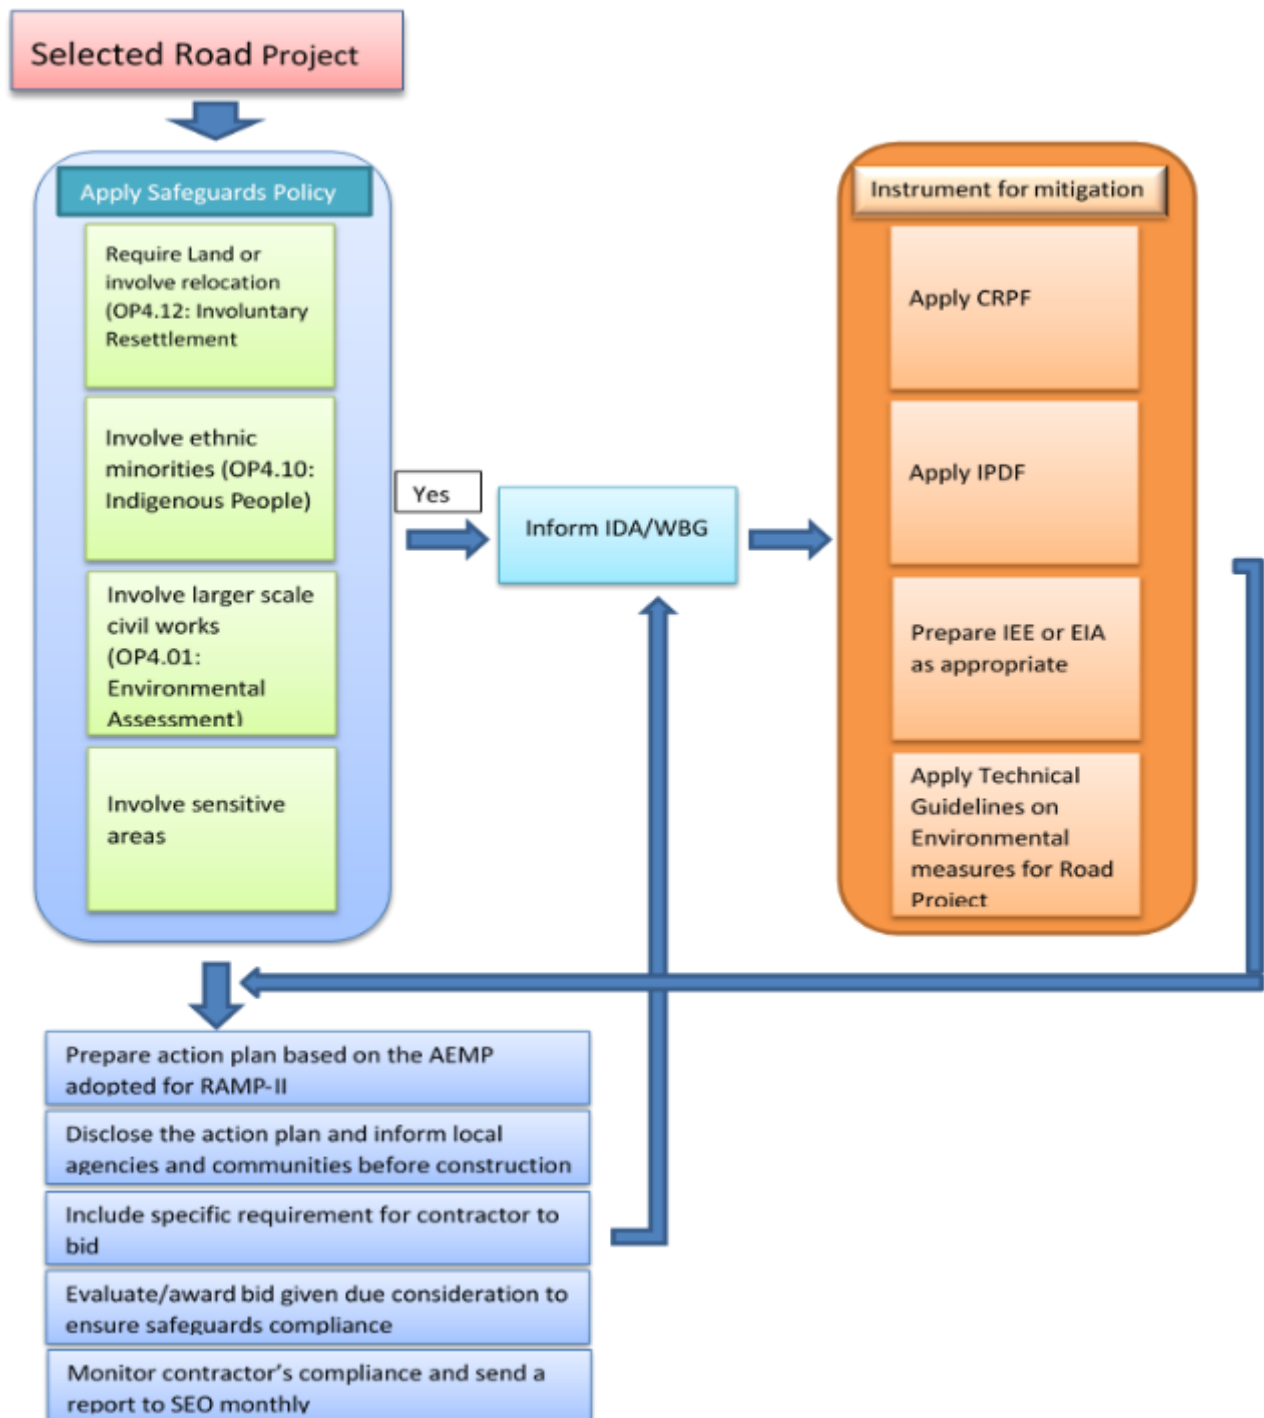 Selected Road Project
Apply Safeguards Policy
Require Land or
involve relocation
(OP4.12: Involuntary
Resettlement
Involve ethnic
minorities (OP4.10:
Indigenous People)
Involve larger scale
civil works
(OP4.01:
Environmental
Assessment)
Involve sensitive
areas
Yes
Inform IDA/WBG
Instrument for mitigation
Apply CRPF
Apply IPDF
Prepare IEE or EIA
as appropriate
Apply Technical
Guidelines on
Environmental
measures for Road
Project
Prepare action plan based on the AEMP
adopted for RAMP-II
Disclose the action plan and inform local
agencies and communities before construction
Include specific requirement for contractor to
bid
Evaluate/award bid given due consideration to
ensure safeguards compliance
Monitor contractor's compliance and send a
report to SEO monthly